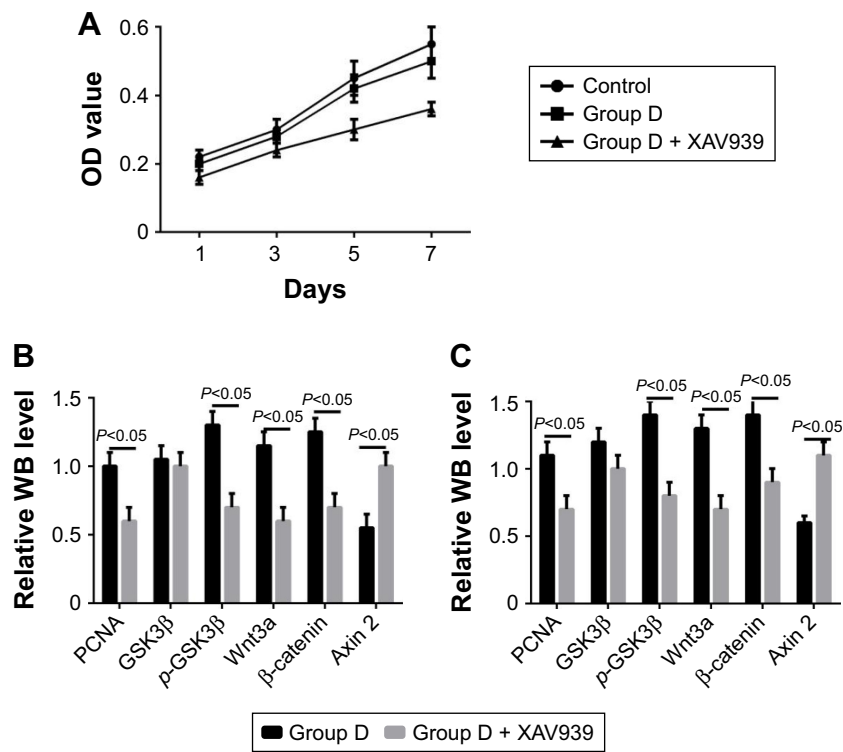 A
OD value
0.6
0.4
0.2
0
1 3 5 7
Days
Control
Group D
Group D + XAV939
B
Relative WB level
1.5
1.0
0.5
0
P<0.05
P<0.05
P<0.05
P<0.05
P<0.05
PCNA
GSK3β
p-GSK3β
Wnt3a
β-catenin
Axin 2
C
Relative WB level
1.5
1.0
0.5
0
P<0.05
P<0.05
P<0.05
P<0.05
P<0.05
PCNA
GSK3β
p-GSK3β
Wnt3a
β-catenin
Axin 2
Group D Group D + XAV939